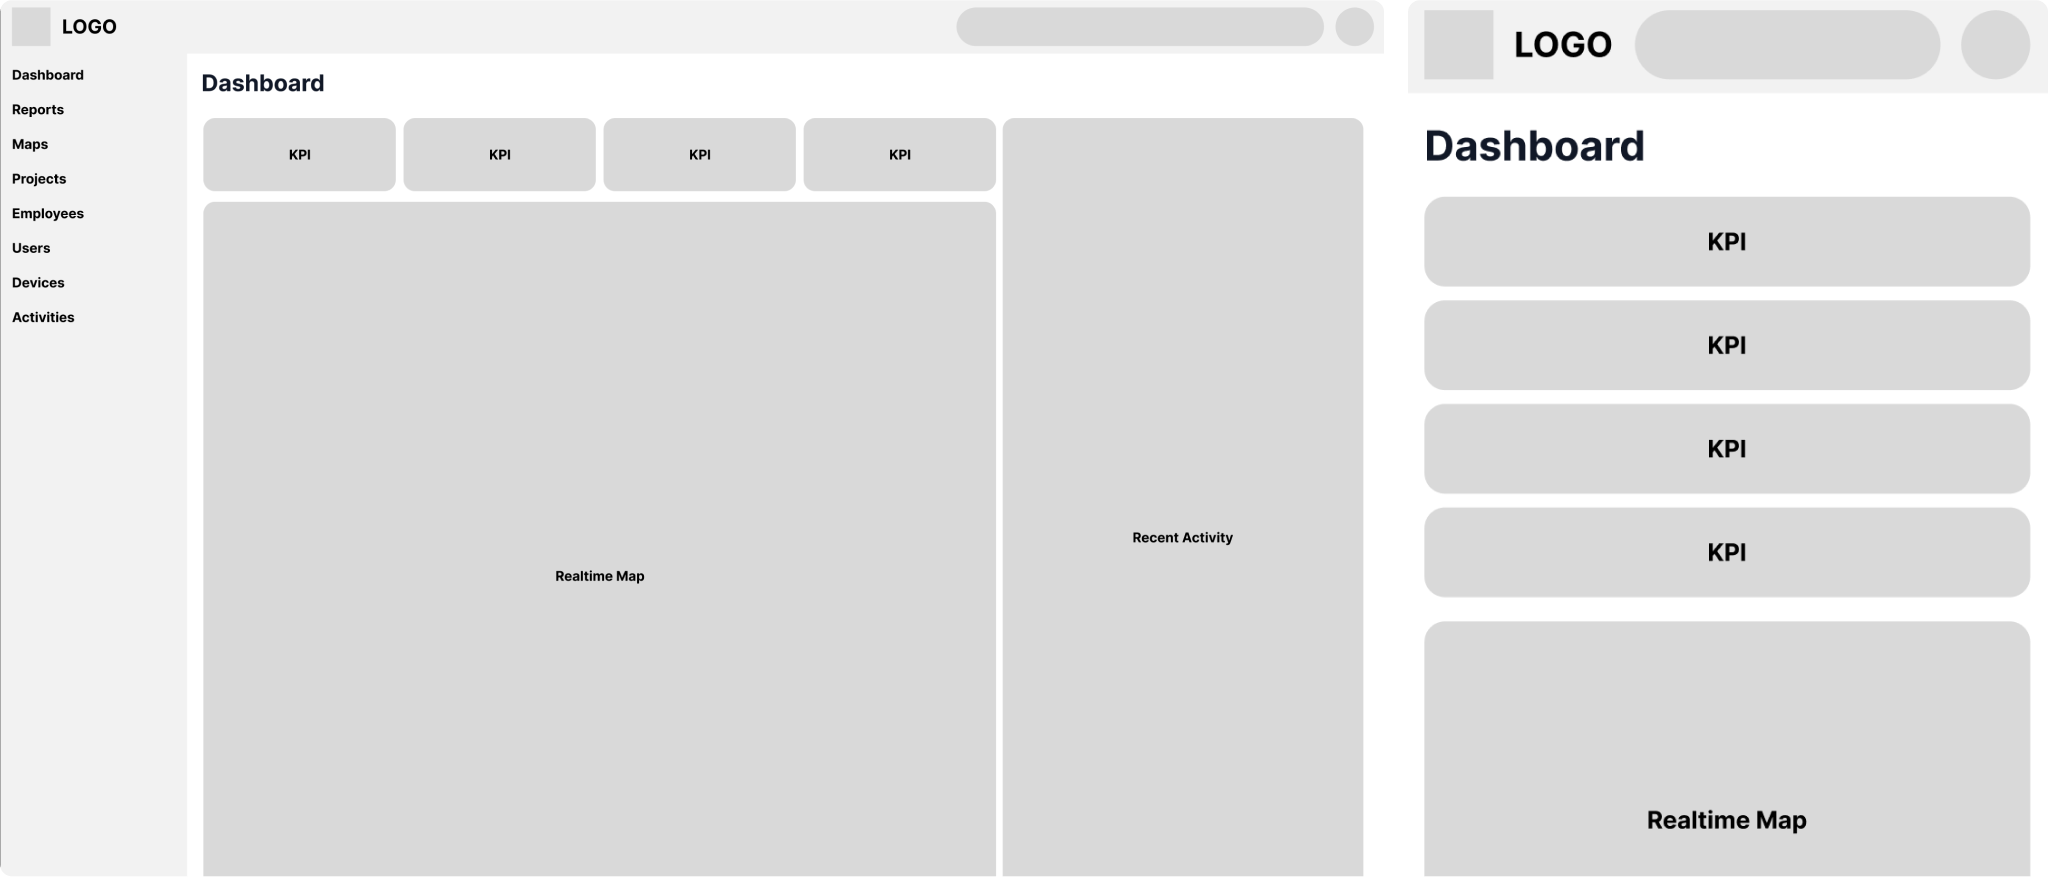 LOGO
Dashboard
Reports
Maps
Projects
Employees
Users
Devices
Activities
Dashboard
KPI
KPI
KPI
KPI
Realtime Map
Recent Activity
LOGO
Dashboard
KPI
KPI
KPI
KPI
Realtime Map